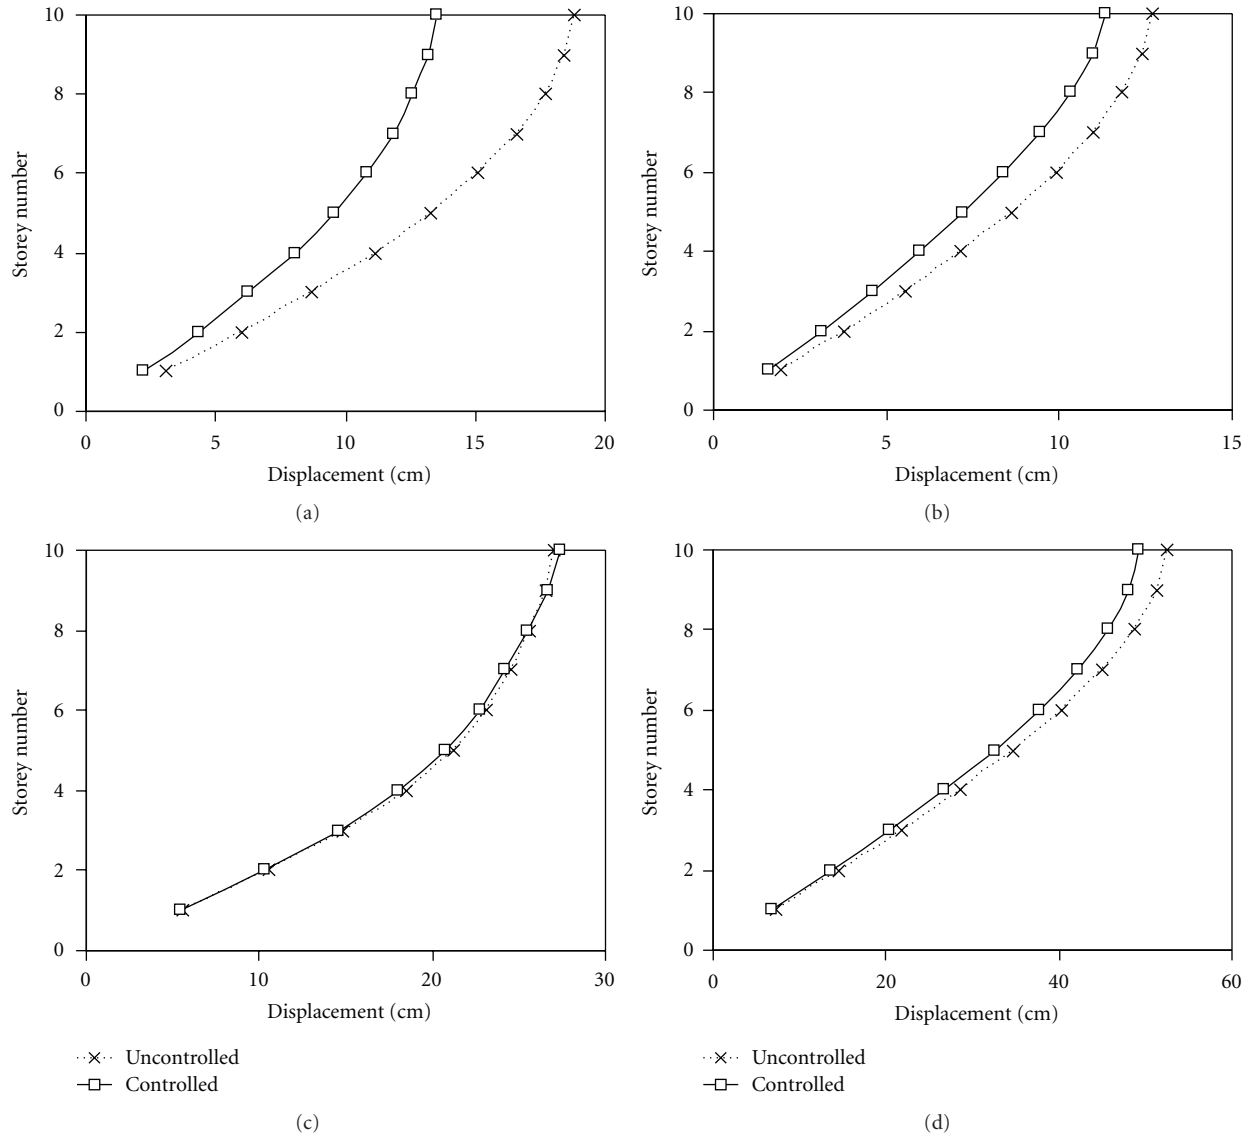 10
8
6
4
2
0
Storey number
0 5 10 15 20
Displacement (cm)
(a)
10
8
6
4
2
0
Storey number
0 5 10 15
Displacement (cm)
(b)
10
8
6
4
2
0
Storey number
0 10 20 30
Displacement (cm)
Uncontrolled
Controlled
(c)
10
8
6
4
2
0
Storey number
0 20 40 60
Displacement (cm)
Uncontrolled
Controlled
(d)